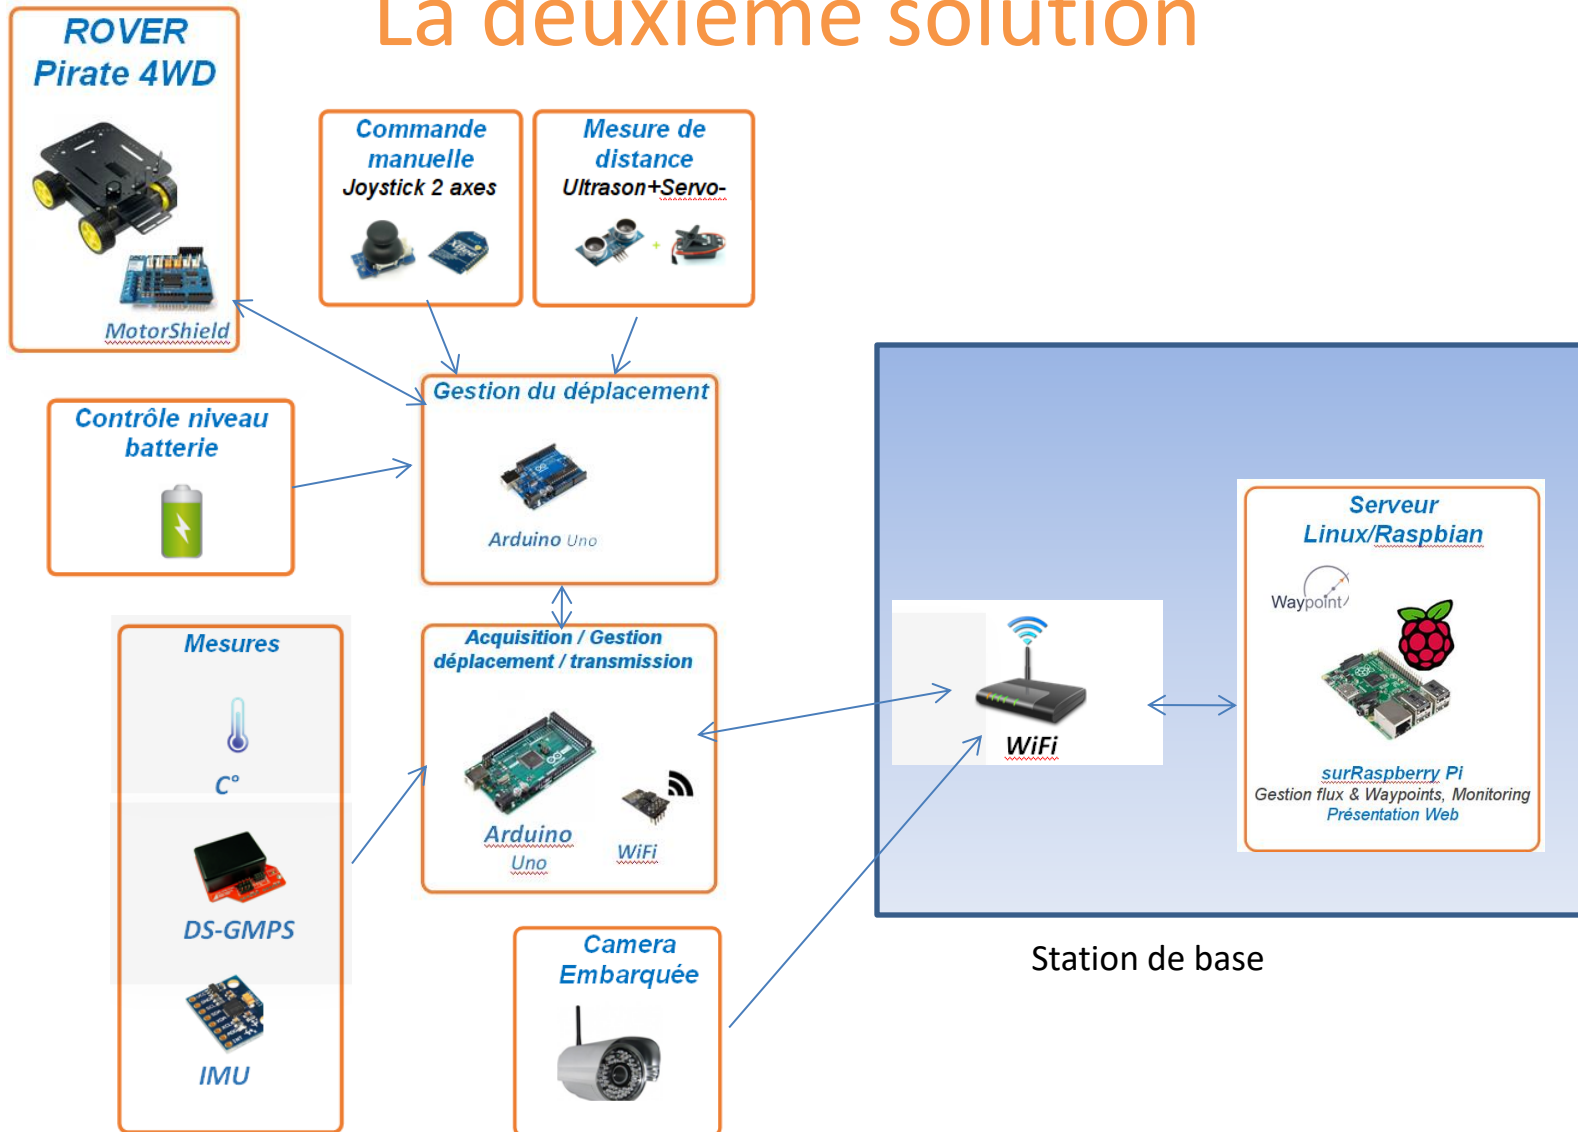 La deuxième solution
ROVER
Pirate 4WD
MotorShield
Commande
manuelle
Joystick 2 axes
XBee
Mesure de
distance
Ultrason+Servo-
+
Contrôle niveau
batterie
Gestion du déplacement
Arduino Uno
Mesures
C°
DS-GMPS
IMU
Acquisition / Gestion
déplacement / transmission
Arduino
Uno
WiFi
Camera
Embarquée
WiFi
Serveur
Linux/Raspbian
Waypoint
surRaspberry Pi
Gestion flux & Waypoints, Monitoring
Présentation Web
Station de base